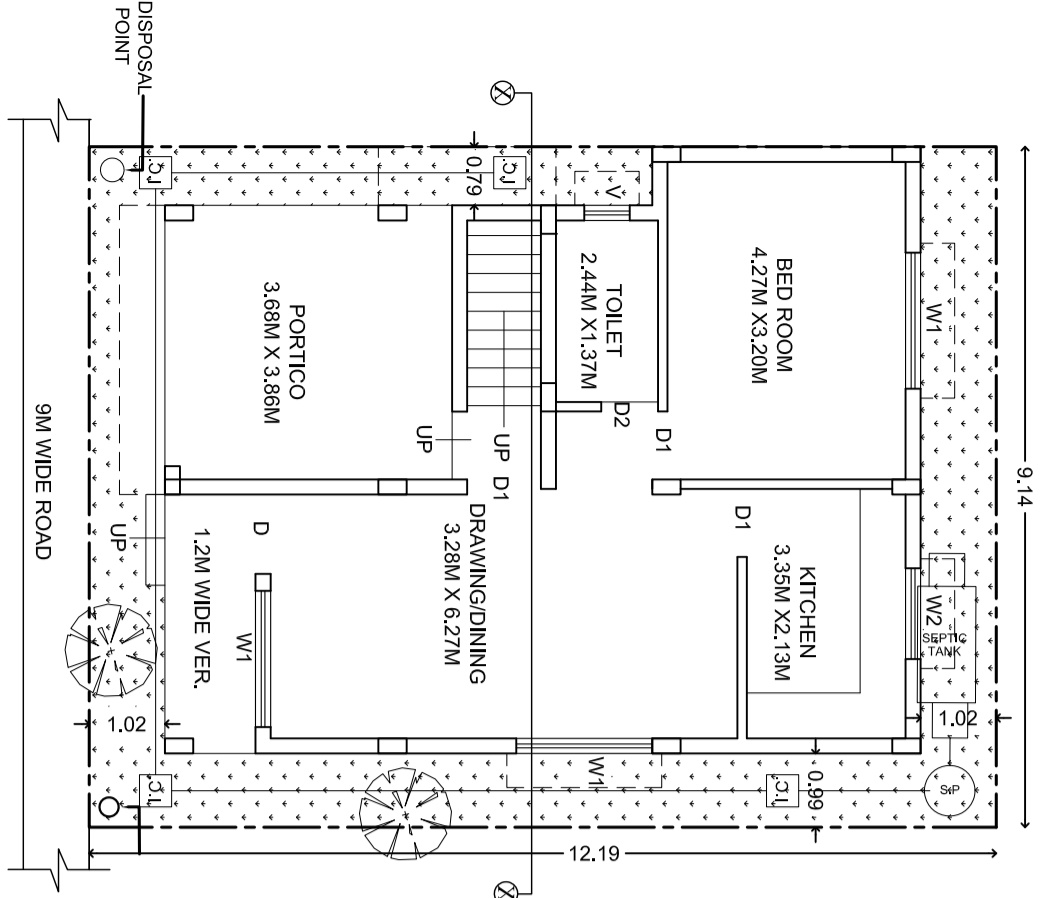 DISPOSAL
POINT
X
9.14
I.C.
I.C.
0.79
V
BED ROOM
4.27M X3.20M
W1
TOILET
2.44M X1.37M
PORTICO
3.68M X 3.86M
D2
D1
UP
UP
D1
9M WIDE ROAD
DRAWING/DINING
3.28M X 6.27M
D1
D
UP
1.2M WIDE VER.
W1
KITCHEN
3.35M X2.13M
W2
SEPTIC
TANK
1.02
1.02
W1
0.99
I.C.
I.C.
S.P
12.19
X